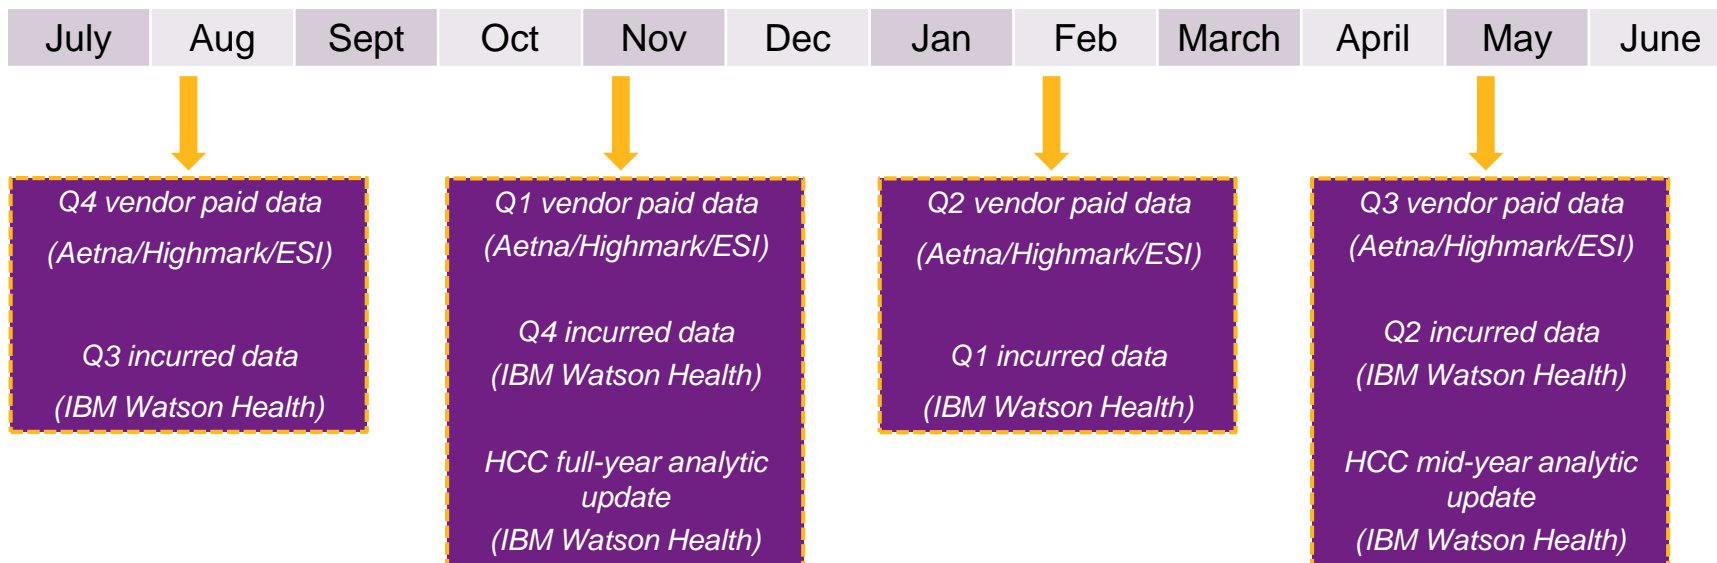 July Aug Sept Oct Nov Dec Jan Feb March April May June
Q4 vendor paid data
(Aetna/Highmark/ESI)
Q3 incurred data
(IBM Watson Health)
Q1 vendor paid data
(Aetna/Highmark/ESI)
Q4 incurred data
(IBM Watson Health)
HCC full-year analytic
update
(IBM Watson Health)
Q2 vendor paid data
(Aetna/Highmark/ESI)
Q1 incurred data
(IBM Watson Health)
Q3 vendor paid data
(Aetna/Highmark/ESI)
Q2 incurred data
(IBM Watson Health)
HCC mid-year analytic
update
(IBM Watson Health)